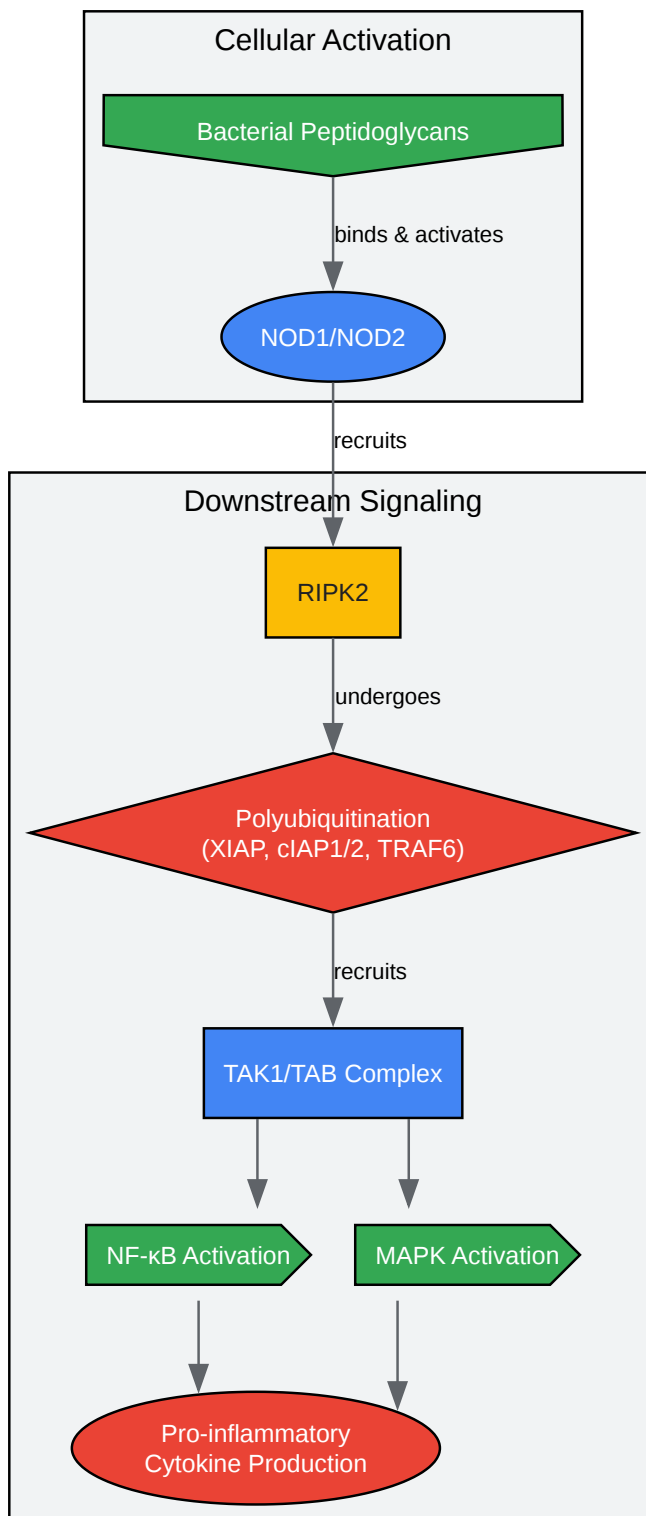 Cellular Activation
Bacterial Peptidoglycans
binds & activates
NOD1/NOD2
recruits
Downstream Signaling
RIPK2
undergoes
Polyubiquitination
(XIAP, cIAP1/2, TRAF6)
recruits
TAK1/TAB Complex
NF-κB Activation
MAPK Activation
Pro-inflammatory
Cytokine Production